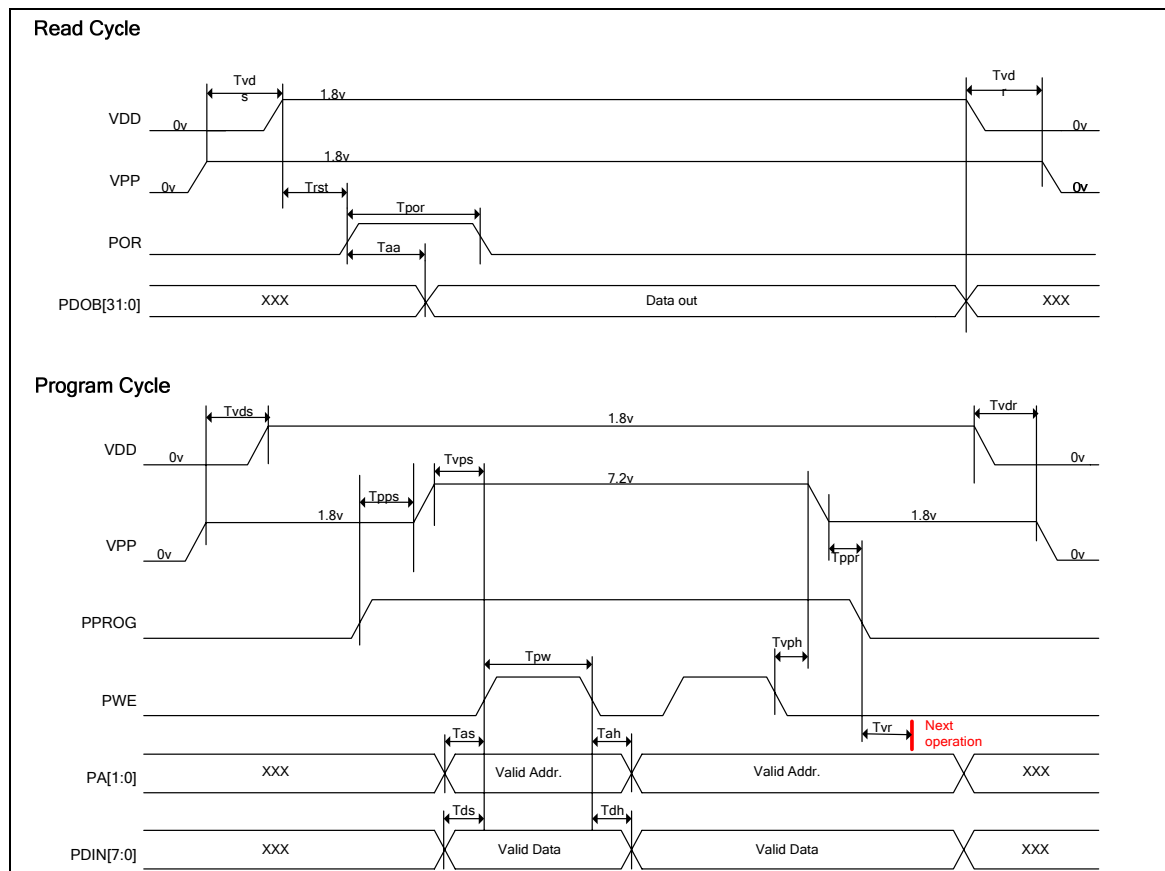 Read Cycle
Tvd
s
Tvd
r
VDD
0v
1.8v
0v
VPP
0v
1.8v
0v
Trst
Tpor
POR
Taa
PDOB[31:0]
XXX
Data out
XXX
Program Cycle
Tvds
Tvdr
VDD
0v
1.8v
0v
Tvps
Tpps
7.2v
VPP
0v
1.8v
1.8v
0v
Tppr
PPROG
Tvph
Tpw
PWE
Tvr
Next
operation
Tas
Tah
PA[1:0]
XXX
Valid Addr.
Valid Addr.
XXX
Tds
Tdh
PDIN[7:0]
XXX
Valid Data
Valid Data
XXX